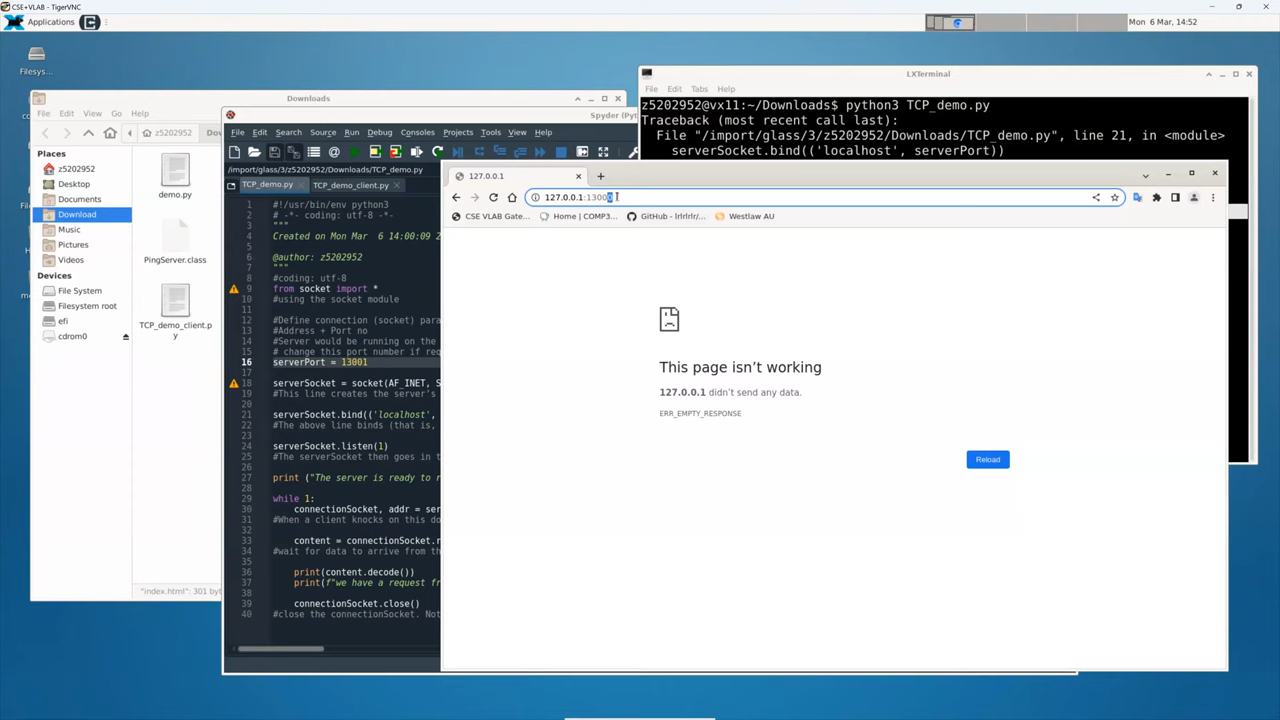 CSE+VLAB - TigerVNC
Applications
Mon 6 Mar, 14:52
Filesys...
Downloads
File Edit View Go Help
z5202952
Places
z5202952
Desktop
Documents
Download
Music
Pictures
Videos
Devices
File System
Filesystem root
efi
cdrom0
demo.py
PingServer.class
TCP_demo_client.p
y
"index.html": 301 byt
File Edit Search Source Run Debug Consoles Projects Tools View Help
/import/glass/3/z5202952/Downloads/TCP_demo.py
TCP_demo.py TCP_demo_client.py
1 #!/usr/bin/env python3
2 # -*- coding: utf-8 -*-
3 """
4 Created on Mon Mar 6 14:00:09 2
5
6 @author: z5202952
7 """
8 #coding: utf-8
9 from socket import *
10 #using the socket module
11
12 #Define connection (socket) para
13 #Address + Port no
14 #Server would be running on the
15 # change this port number if req
16 serverPort = 13001
17
18 serverSocket = socket(AF_INET, S
19 #This line creates the server's
20
21 serverSocket.bind(('localhost',
22 #The above line binds (that is,
23
24 serverSocket.listen(1)
25 #The serverSocket then goes in t
26
27 print ("The server is ready to r
28
29 while 1:
30 connectionSocket, addr = ser
31 #When a client knocks on this do
32
33 content = connectionSocket.r
34 #wait for data to arrive from th
35
36 print(content.decode())
37 print(f"we have a request fr
38
39 connectionSocket.close()
40 #close the connectionSocket. Not
LXTerminal
File Edit Tabs Help
z5202952@vx11:~/Downloads$ python3 TCP_demo.py
Traceback (most recent call last):
File "/import/glass/3/z5202952/Downloads/TCP_demo.py", line 21, in <module>
serverSocket.bind(('localhost', serverPort))
127.0.0.1
127.0.0.1:13000
CSE VLAB Gate... Home | COMP3... GitHub - lrlrlrlr/... Westlaw AU
This page isn't working
127.0.0.1 didn't send any data.
ERR_EMPTY_RESPONSE
Reload